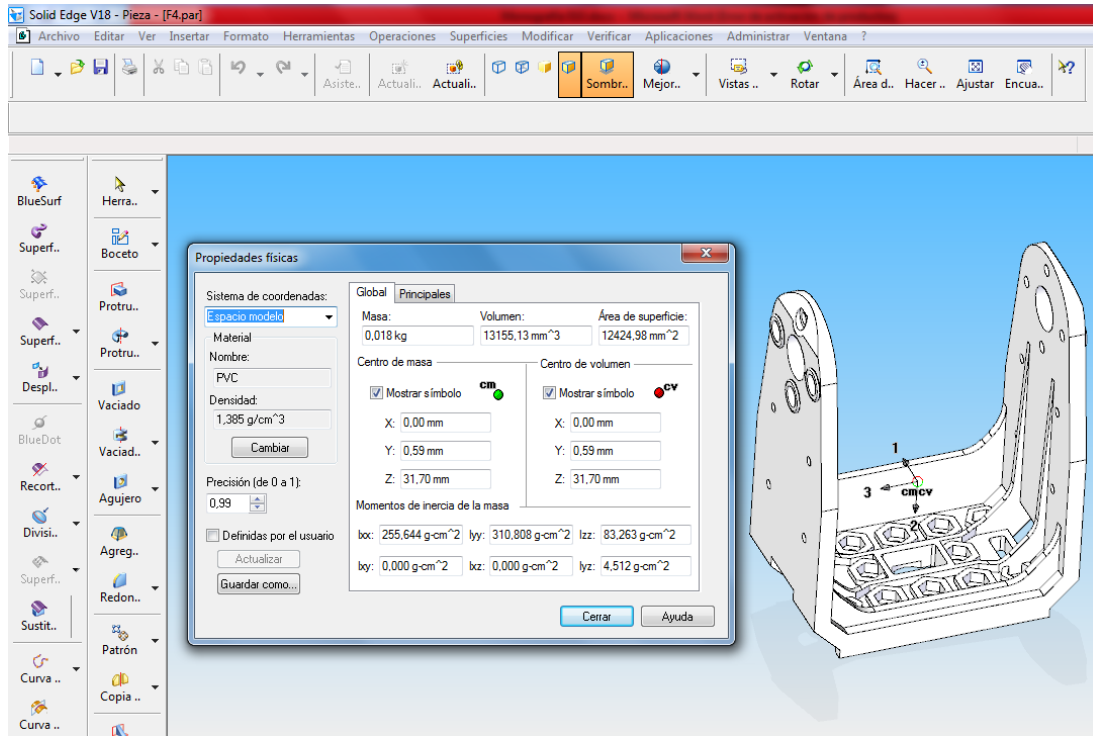 Solid Edge V18 - Pieza - [F4.par]
Archivo Editar Ver Insertar Formato Herramientas Operaciones Superficies Modificar Verificar Aplicaciones Administrar Ventana ?
Asiste.. Actuali.. Actuali.. Sombr.. Mejor.. Vistas .. Rotar Área d.. Hacer .. Ajustar Encua..
BlueSurf Herra..
Superf.. Boceto
Superf.. Protru..
Superf.. Protru..
Despl.. Vaciado
BlueDot Vaciad..
Recort.. Agujero
Divisi.. Agreg..
Superf.. Redon..
Sustit.. Patrón
Curva .. Copia ..
Curva ..
Propiedades físicas
Sistema de coordenadas:
Espacio modelo
Material
Nombre:
PVC
Densidad:
1,385 g/cm^3
Cambiar
Precisión (de 0 a 1):
0,99
Definidas por el usuario
Actualizar
Guardar como...
Global Principales
Masa: Volumen: Área de superficie:
0,018 kg 13155,13 mm^3 12424,98 mm^2
Centro de masa Centro de volumen
Mostrar símbolo cm Mostrar símbolo cv
X: 0,00 mm X: 0,00 mm
Y: 0,59 mm Y: 0,59 mm
Z: 31,70 mm Z: 31,70 mm
Momentos de inercia de la masa
Ixx: 255,644 g-cm^2 Iyy: 310,808 g-cm^2 Izz: 83,263 g-cm^2
Ixy: 0,000 g-cm^2 Ixz: 0,000 g-cm^2 Iyz: 4,512 g-cm^2
Cerrar Ayuda
1
3 cmcv
2